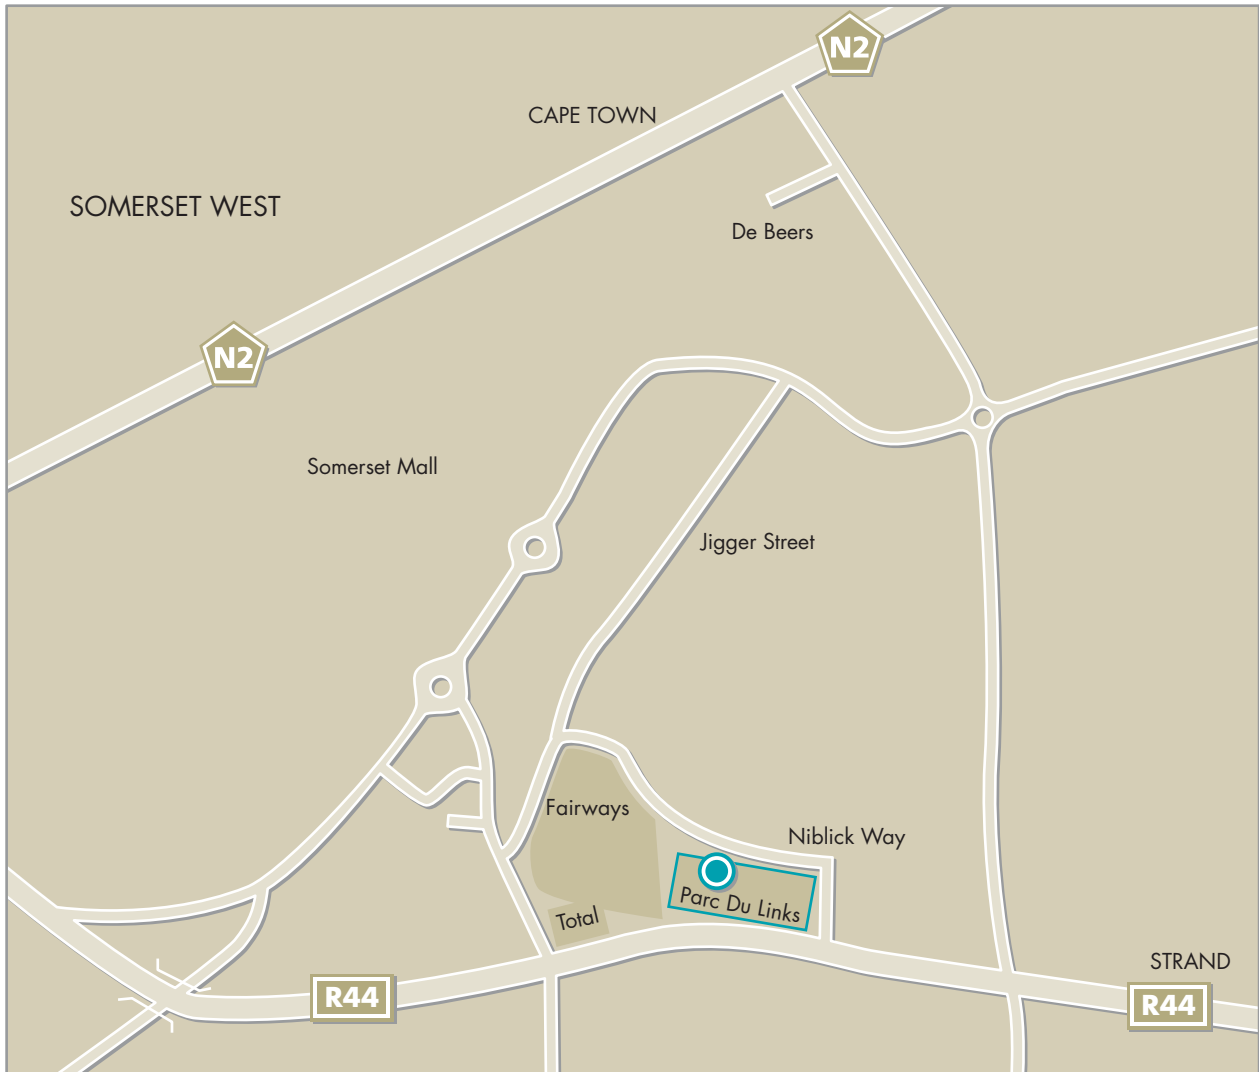 N2
CAPE TOWN
SOMERSET WEST
De Beers
N2
Somerset Mall
Jigger Street
Fairways
Niblick Way
Parc Du Links
Total
STRAND
R44
R44